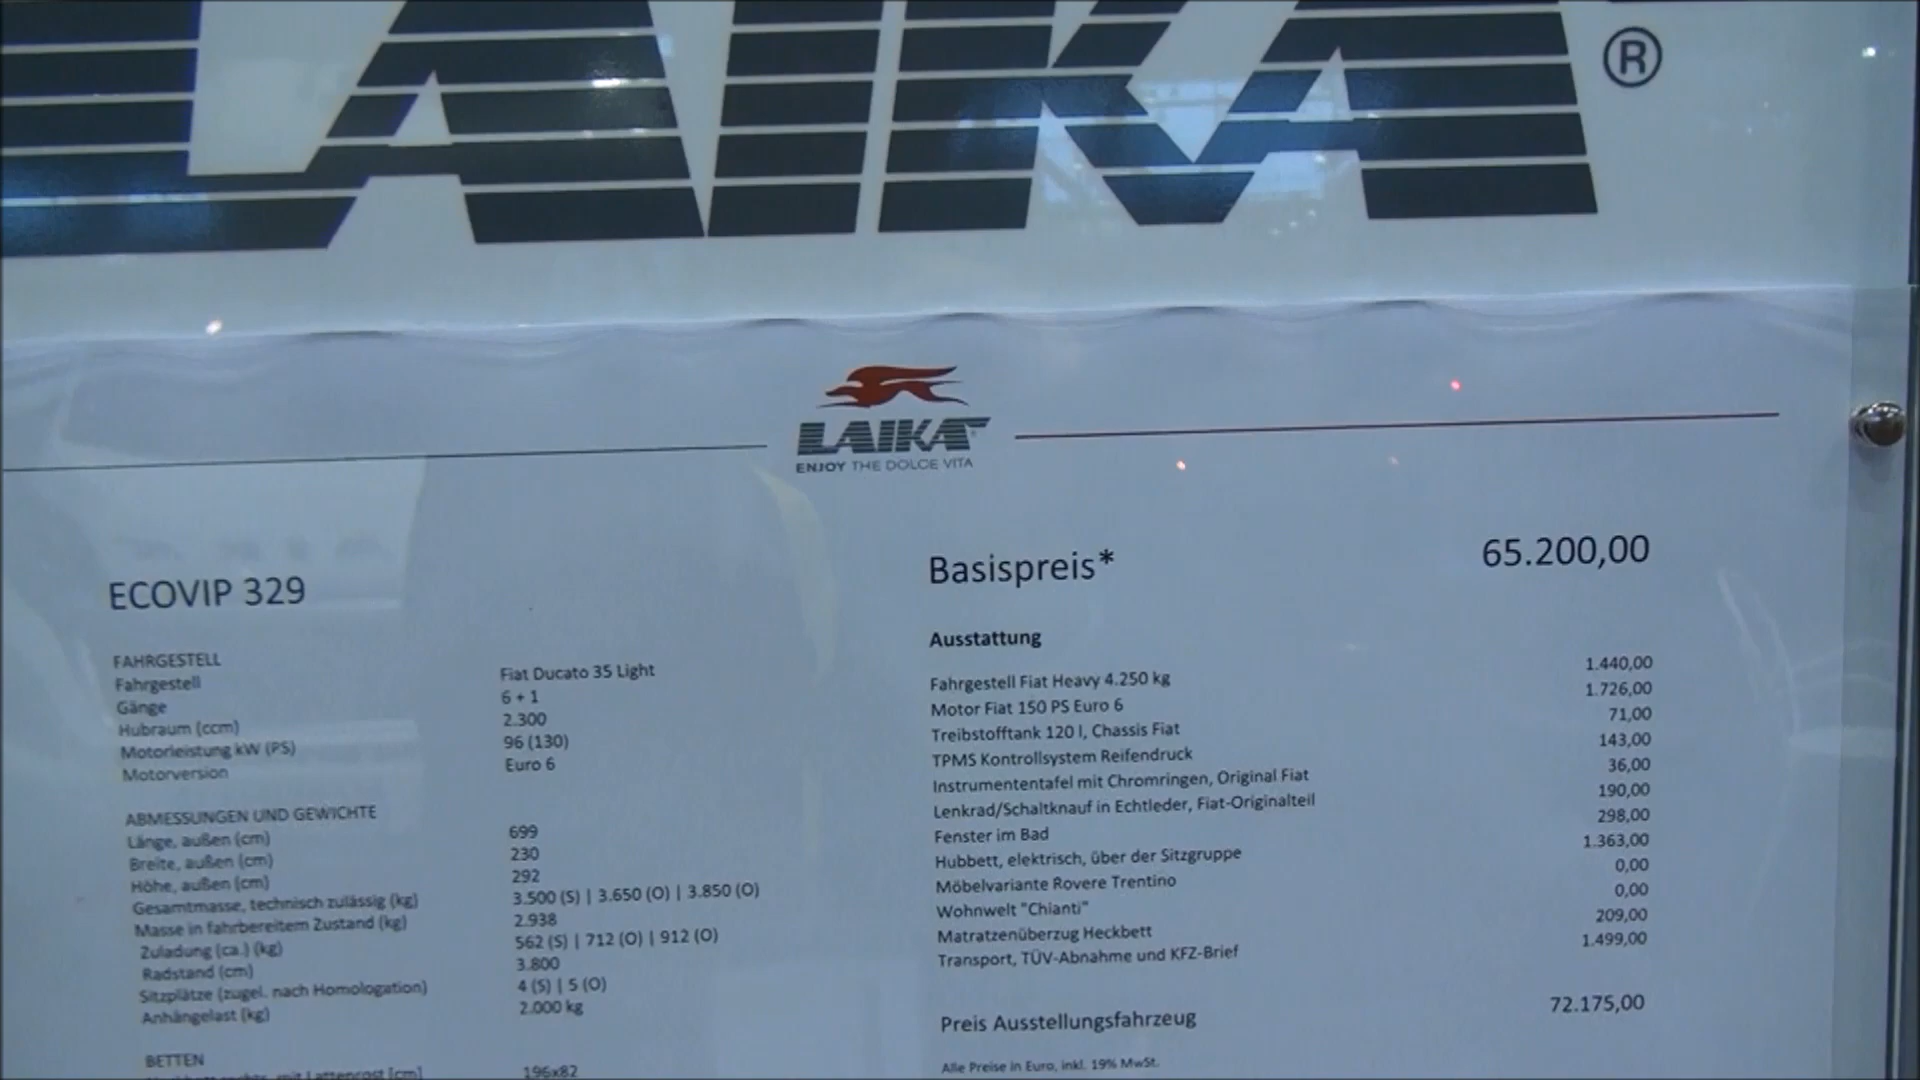 LAIKA ®
LAIKA®
ENJOY THE DOLCE VITA
ECOVIP 329
FAHRGESTELL
Fahrgestell Fiat Ducato 35 Light
Gänge 6 + 1
Hubraum (ccm) 2.300
Motorleistung kW (PS) 96 (130)
Motorversion Euro 6
ABMESSUNGEN UND GEWICHTE
Länge, außen (cm) 699
Breite, außen (cm) 230
Höhe, außen (cm) 292
Gesamtmasse, technisch zulässig (kg) 3.500 (S) | 3.650 (O) | 3.850 (O)
Masse in fahrbereitem Zustand (kg) 2.938
Zuladung (ca.) (kg) 562 (S) | 712 (O) | 912 (O)
Radstand (cm) 3.800
Sitzplätze (zugel. nach Homologation) 4 (S) | 5 (O)
Anhängelast (kg) 2.000 kg
BETTEN
mit Lattenrost (cm) 196x82
Basispreis* 65.200,00
Ausstattung
Fahrgestell Fiat Heavy 4.250 kg 1.440,00
Motor Fiat 150 PS Euro 6 1.726,00
Treibstofftank 120 l, Chassis Fiat 71,00
TPMS Kontrollsystem Reifendruck 143,00
Instrumententafel mit Chromringen, Original Fiat 36,00
Lenkrad/Schaltknauf in Echtleder, Fiat-Originalteil 190,00
Fenster im Bad 298,00
Hubbett, elektrisch, über der Sitzgruppe 1.363,00
Möbelvariante Rovere Trentino 0,00
Wohnwelt "Chianti" 0,00
Matratzenüberzug Heckbett 209,00
Transport, TÜV-Abnahme und KFZ-Brief 1.499,00
Preis Ausstellungsfahrzeug 72.175,00
Alle Preise in Euro, inkl. 19% MwSt.